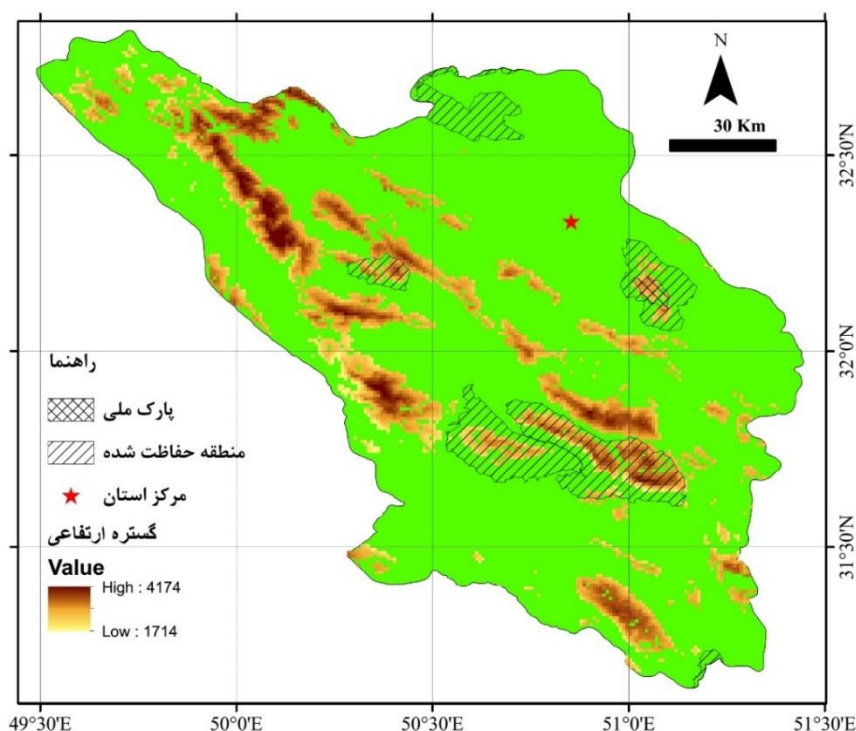 N
30 Km
32°30'N
32°0'N
31°30'N
راهنما
پارک ملی
منطقه حفاظت شده
مرکز استان
گستره ارتفاعی
Value
High : 4174
Low : 1714
49°30'E
50°0'E
50°30'E
51°0'E
51°30'E